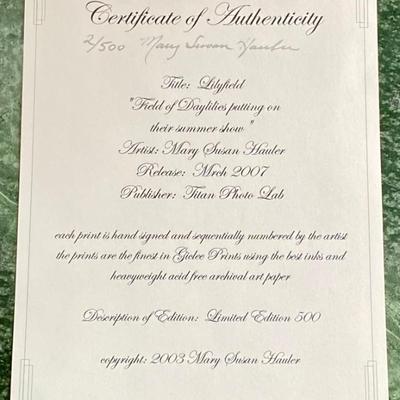 Certificate of Authenticity
2/500 Mary Susan Hauler
Title: Lilyfield
"Field of Daylilies putting on
their summer show"
Artist: Mary Susan Hauler
Release: Mrch 2007
Publisher: Titan Photo Lab
each print is hand signed and sequentially numbered by the artist
the prints are the finest in Giclee Prints using the best inks and
heavyweight acid free archival art paper
Description of Edition: Limited Edition 500
copyright: 2003 Mary Susan Hauler